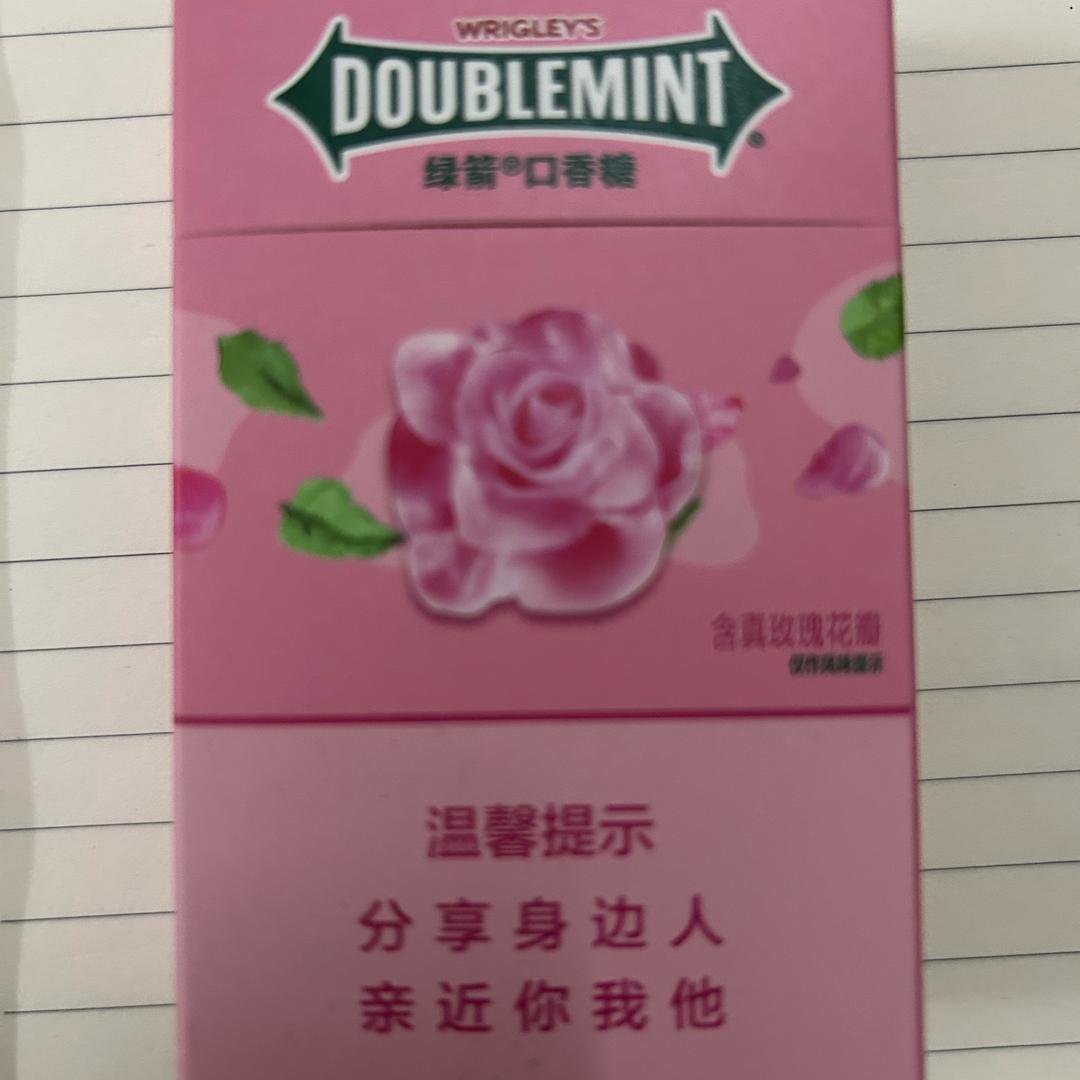 WRIGLEY'S
DOUBLEMINT®
绿箭®口香糖
含真玫瑰花瓣
仅作风味提示
温馨提示
分享身边人
亲近你我他